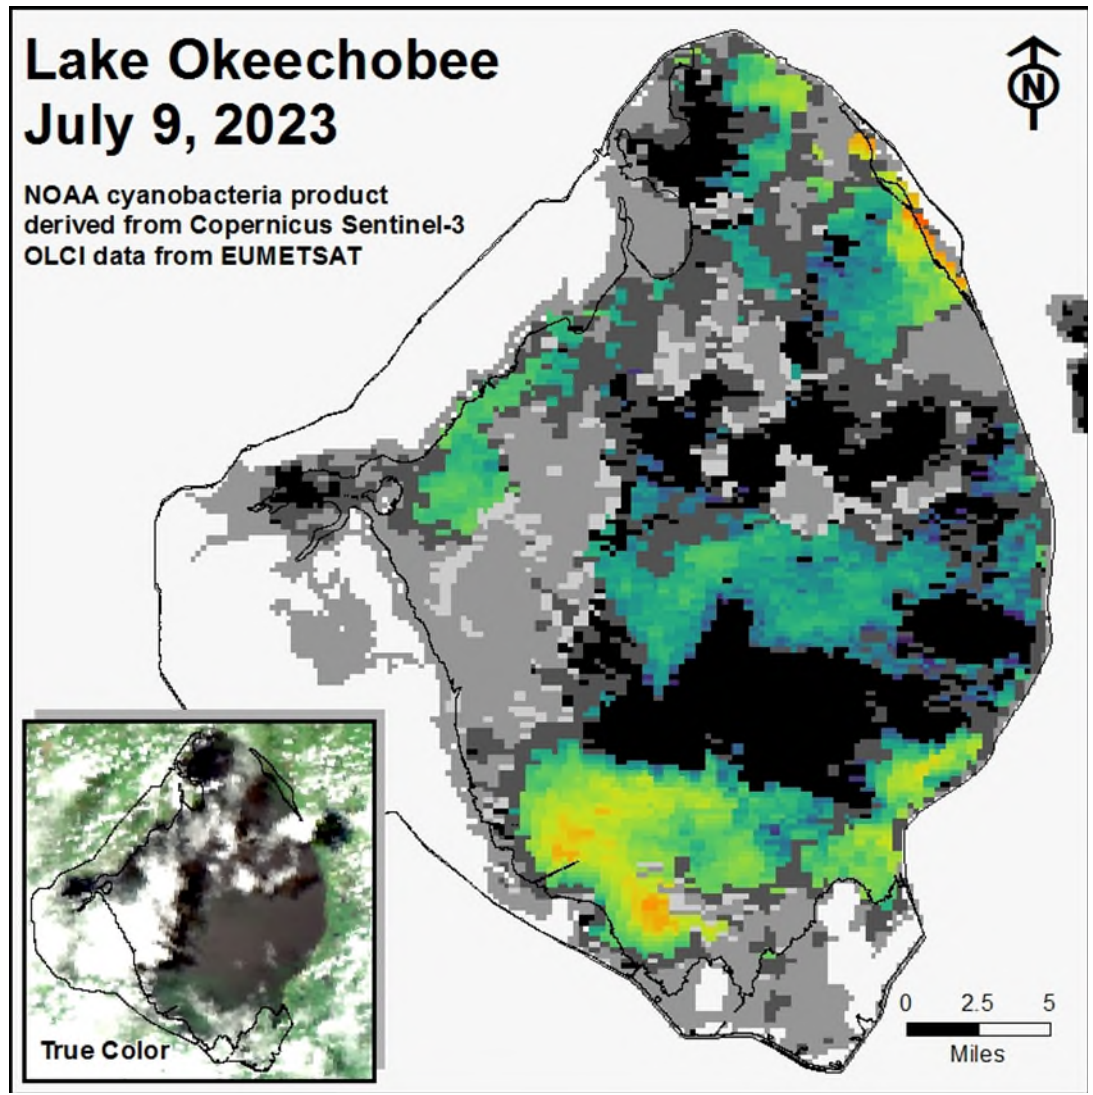 Lake Okeechobee
July 9, 2023
NOAA cyanobacteria product
derived from Copernicus Sentinel-3
OLCI data from EUMETSAT
N
True Color
0 2.5 5
Miles